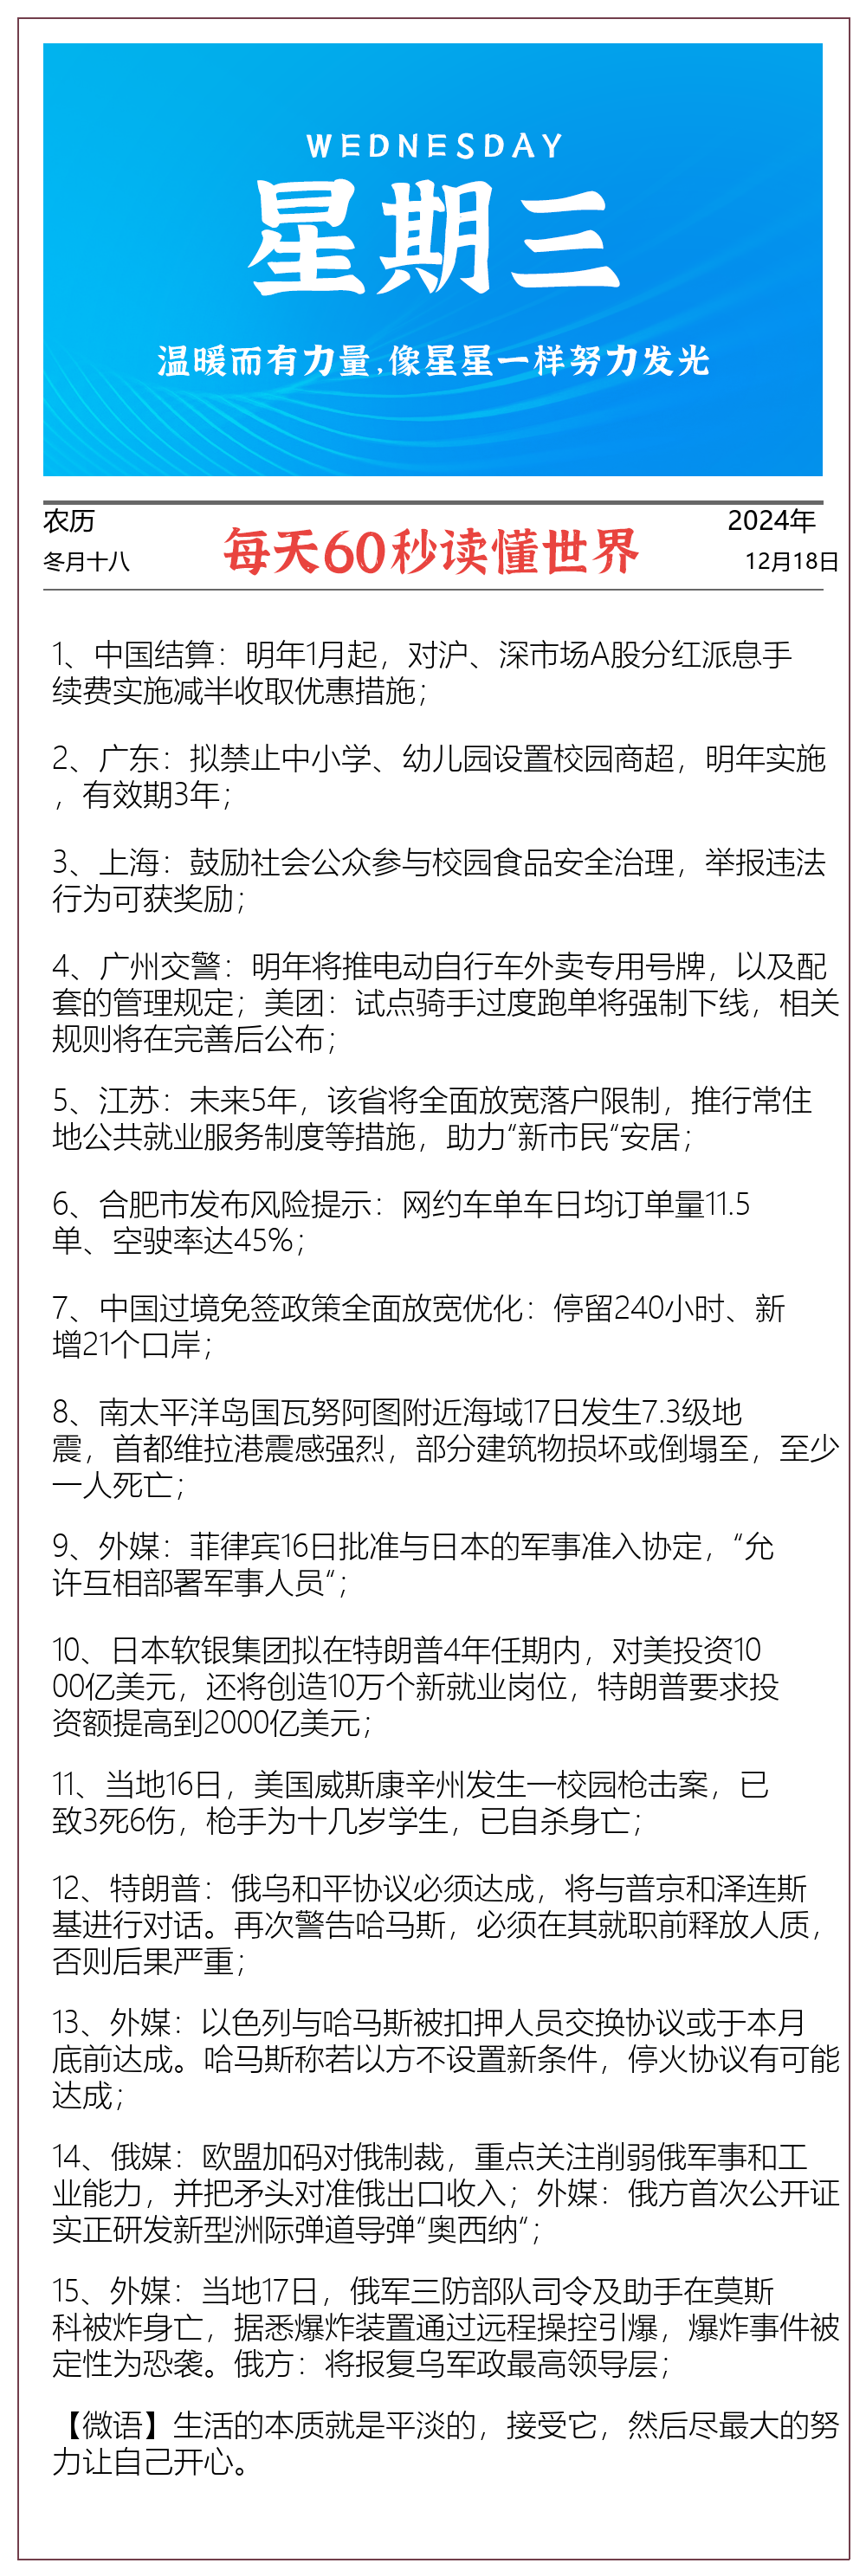 WEDNESDAY
星期三
温暖而有力量,像星星一样努力发光
农历
冬月十八
每天60秒读懂世界
2024年
12月18日
1、中国结算：明年1月起，对沪、深市场A股分红派息手
续费实施减半收取优惠措施；
2、广东：拟禁止中小学、幼儿园设置校园商超，明年实施
，有效期3年；
3、上海：鼓励社会公众参与校园食品安全治理，举报违法
行为可获奖励；
4、广州交警：明年将推电动自行车外卖专用号牌，以及配
套的管理规定；美团：试点骑手过度跑单将强制下线，相关
规则将在完善后公布；
5、江苏：未来5年，该省将全面放宽落户限制，推行常住
地公共就业服务制度等措施，助力“新市民“安居；
6、合肥市发布风险提示：网约车单车日均订单量11.5
单、空驶率达45%；
7、中国过境免签政策全面放宽优化：停留240小时、新
增21个口岸；
8、南太平洋岛国瓦努阿图附近海域17日发生7.3级地
震，首都维拉港震感强烈，部分建筑物损坏或倒塌至，至少
一人死亡；
9、外媒：菲律宾16日批准与日本的军事准入协定，“允
许互相部署军事人员“；
10、日本软银集团拟在特朗普4年任期内，对美投资10
00亿美元，还将创造10万个新就业岗位，特朗普要求投
资额提高到2000亿美元；
11、当地16日，美国威斯康辛州发生一校园枪击案，已
致3死6伤，枪手为十几岁学生，已自杀身亡；
12、特朗普：俄乌和平协议必须达成，将与普京和泽连斯
基进行对话。再次警告哈马斯，必须在其就职前释放人质，
否则后果严重；
13、外媒：以色列与哈马斯被扣押人员交换协议或于本月
底前达成。哈马斯称若以方不设置新条件，停火协议有可能
达成；
14、俄媒：欧盟加码对俄制裁，重点关注削弱俄军事和工
业能力，并把矛头对准俄出口收入；外媒：俄方首次公开证
实正研发新型洲际弹道导弹“奥西纳“；
15、外媒：当地17日，俄军三防部队司令及助手在莫斯
科被炸身亡，据悉爆炸装置通过远程操控引爆，爆炸事件被
定性为恐袭。俄方：将报复乌军政最高领导层；
【微语】生活的本质就是平淡的，接受它，然后尽最大的努
力让自己开心。